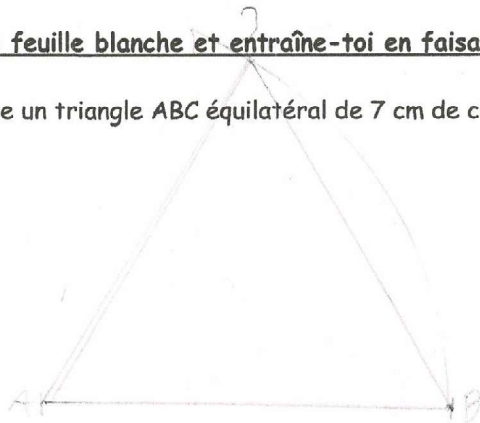 feuille blanche et entraîne-toi en faisa
e un triangle ABC équilatéral de 7 cm de c
A B